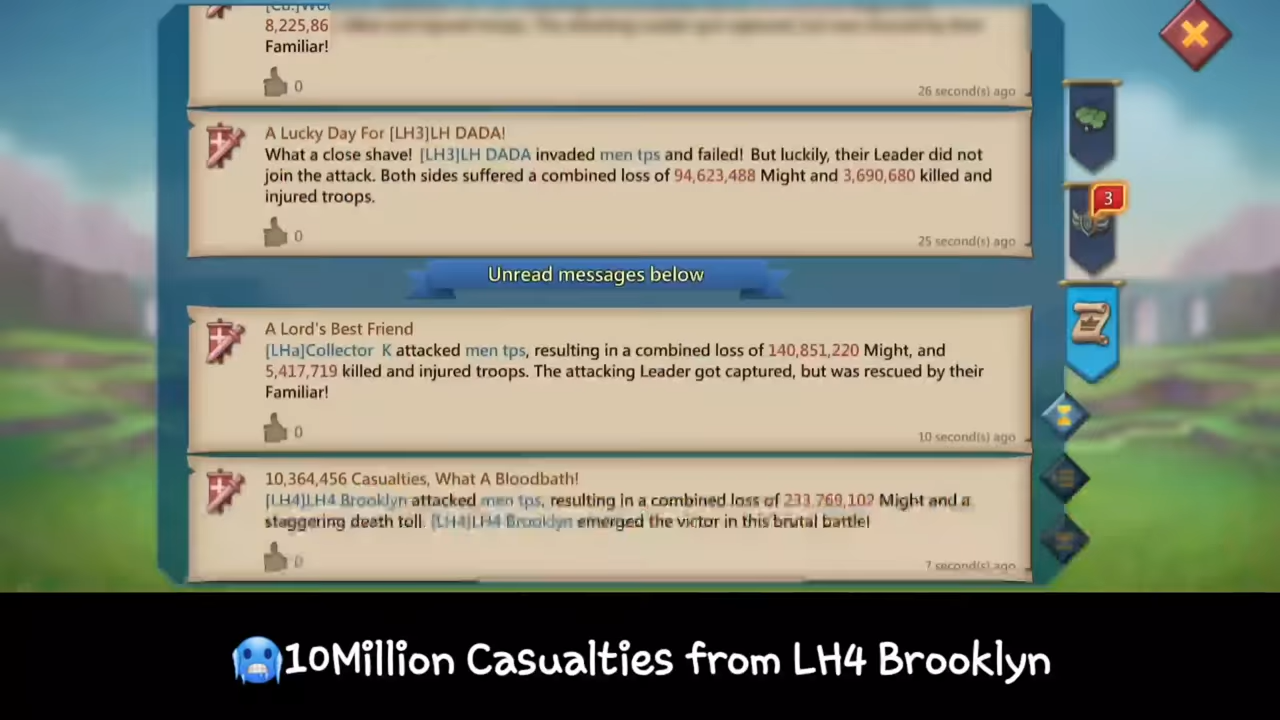 8,225,86
Familiar!
0
26 second(s) ago
A Lucky Day For [LH3]LH DADA!
What a close shave! [LH3]LH DADA invaded men tps and failed! But luckily, their Leader did not
join the attack. Both sides suffered a combined loss of 94,623,488 Might and 3,690,680 killed and
injured troops.
0
25 second(s) ago
3
Unread messages below
A Lord's Best Friend
[LHa]Collector K attacked men tps, resulting in a combined loss of 140,851,220 Might, and
5,417,719 killed and injured troops. The attacking Leader got captured, but was rescued by their
Familiar!
0
10 second(s) ago
10,364,456 Casualties, What A Bloodbath!
[LH4]LH4 Brooklyn attacked men tps, resulting in a combined loss of 233,769,102 Might and a
staggering death toll. [LH4]LH4 Brooklyn emerged the victor in this brutal battle!
0
7 second(s) ago
🥶10Million Casualties from LH4 Brooklyn